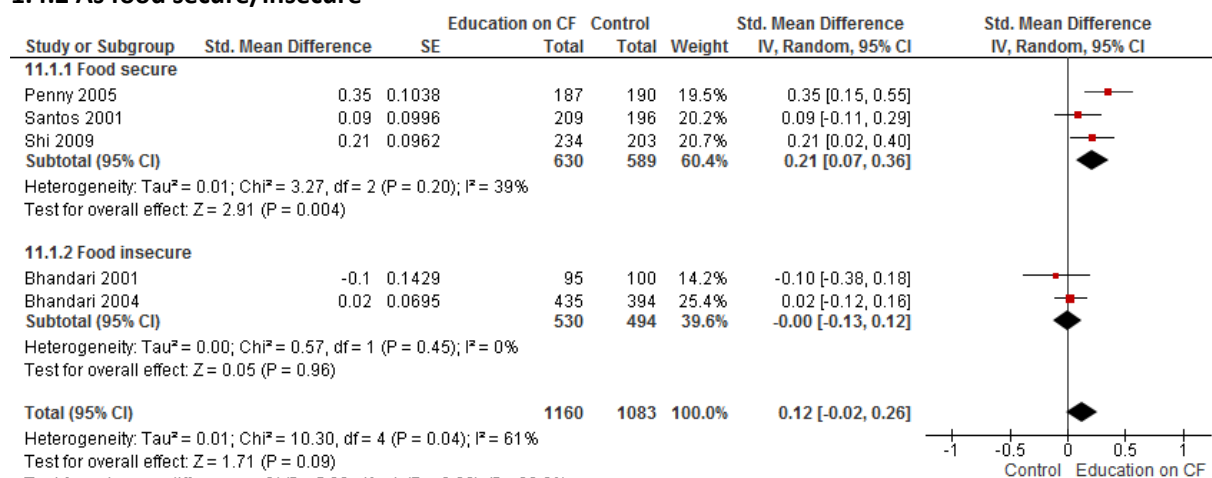 1.4.2 As food secure/insecure
Education on CF Control Std. Mean Difference Std. Mean Difference
Study or Subgroup Std. Mean Difference SE Total Total Weight IV, Random, 95% CI IV, Random, 95% CI
11.1.1 Food secure
Penny 2005 0.35 0.1038 187 190 19.5% 0.35 [0.15, 0.55]
Santos 2001 0.09 0.0996 209 196 20.2% 0.09 [-0.11, 0.29]
Shi 2009 0.21 0.0962 234 203 20.7% 0.21 [0.02, 0.40]
Subtotal (95% CI) 630 589 60.4% 0.21 [0.07, 0.36]
Heterogeneity: Tau² = 0.01; Chi² = 3.27, df = 2 (P = 0.20); I² = 39%
Test for overall effect: Z = 2.91 (P = 0.004)
11.1.2 Food insecure
Bhandari 2001 -0.1 0.1429 95 100 14.2% -0.10 [-0.38, 0.18]
Bhandari 2004 0.02 0.0695 435 394 25.4% 0.02 [-0.12, 0.16]
Subtotal (95% CI) 530 494 39.6% -0.00 [-0.13, 0.12]
Heterogeneity: Tau² = 0.00; Chi² = 0.57, df = 1 (P = 0.45); I² = 0%
Test for overall effect: Z = 0.05 (P = 0.96)
Total (95% CI) 1160 1083 100.0% 0.12 [-0.02, 0.26]
Heterogeneity: Tau² = 0.01; Chi² = 10.30, df = 4 (P = 0.04); I² = 61%
Test for overall effect: Z = 1.71 (P = 0.09)
-1 -0.5 0 0.5 1
Control Education on CF